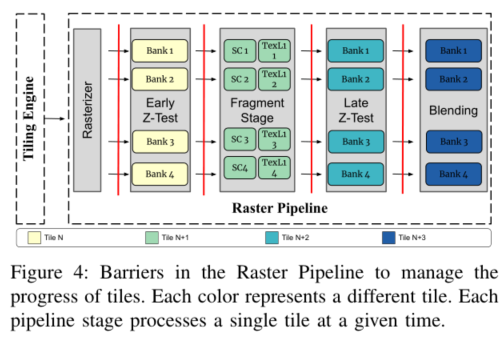 Tiling Engine
Rasterizer
Bank 1
Bank 2
Early
Z-Test
Bank 3
Bank 4
SC 1
TexL1
1
SC 2
TexL1
2
Fragment
Stage
SC 3
TexL1
3
SC4
TexL1
4
Bank 1
Bank 2
Late
Z-Test
Bank 3
Bank 4
Bank 1
Bank 2
Blending
Bank 3
Bank 4
Raster Pipeline
Tile N
Tile N+1
Tile N+2
Tile N+3
Figure 4: Barriers in the Raster Pipeline to manage the
progress of tiles. Each color represents a different tile. Each
pipeline stage processes a single tile at a given time.